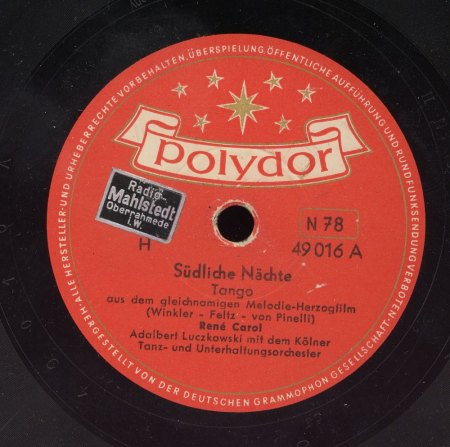 ALLE HERSTELLER-UND URHEBERRECHTE VORBEHALTEN. ÜBERSPIELUNG, ÖFFENTLICHE AUFFÜHRUNG UND RUNDFUNKSENDUNG VERBOTEN.
polydor
Radio-
Mahlstedt
Oberrahmede
i.W.
N 78
H
49016 A
Südliche Nächte
Tango
aus dem gleichnamigen Melodie-Herzogfilm
(Winkler - Feltz - von Pinelli)
René Carol
Adalbert Luczkowski mit dem Kölner
Tanz- und Unterhaltungsorchester
HERGESTELLT VON DER DEUTSCHEN GRAMMOPHON GESELLSCHAFT